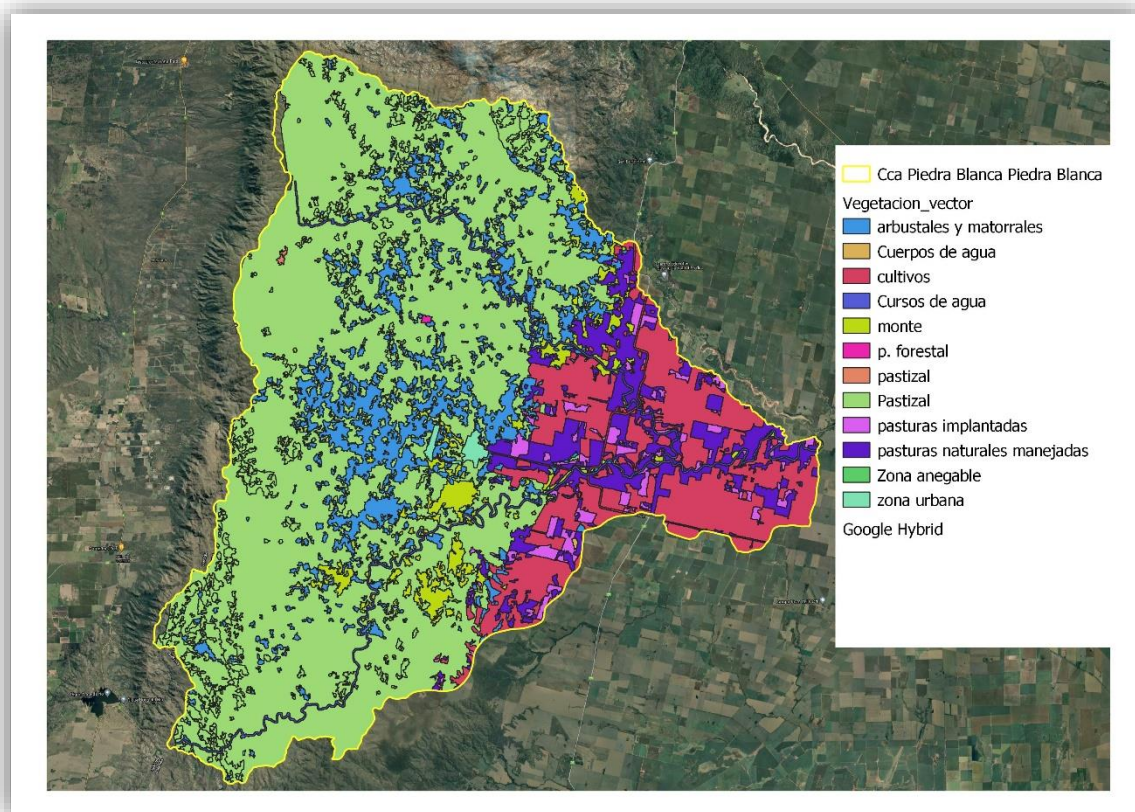 Cca Piedra Blanca Piedra Blanca
Vegetacion_vector
arbustales y matorrales
Cuerpos de agua
cultivos
Cursos de agua
monte
p. forestal
pastizal
Pastizal
pasturas implantadas
pasturas naturales manejadas
Zona anegable
zona urbana
Google Hybrid